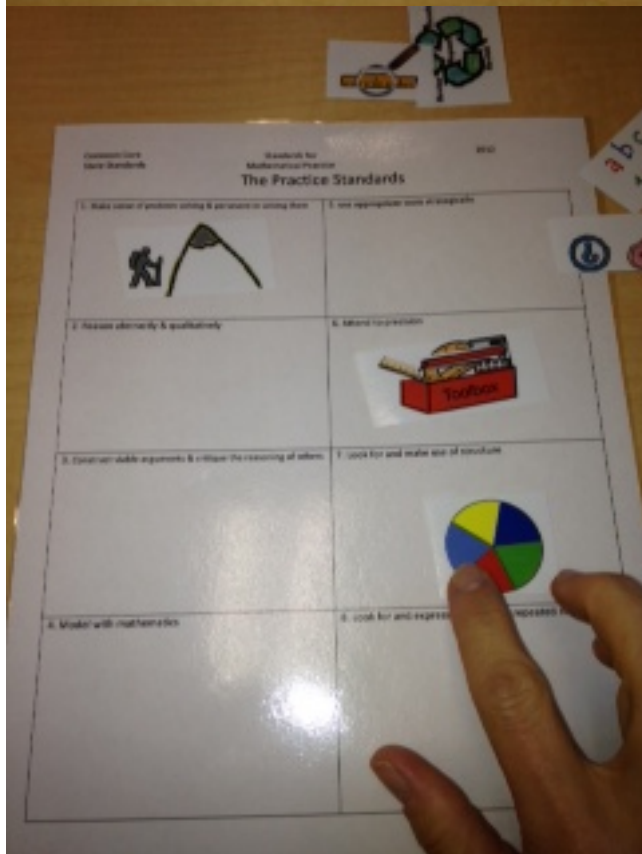 Common Core
State Standards
Standards for
Mathematical Practice
The Practice Standards
1. Make sense of problem solving & persevere in solving them
5. Use appropriate tools strategically
2. Reason abstractly & qualitatively
6. Attend to precision
Toolbox
3. Construct viable arguments & critique the reasoning of others
7. Look for and make use of structure
4. Model with mathematics
8. Look for and express
repeated
a b c